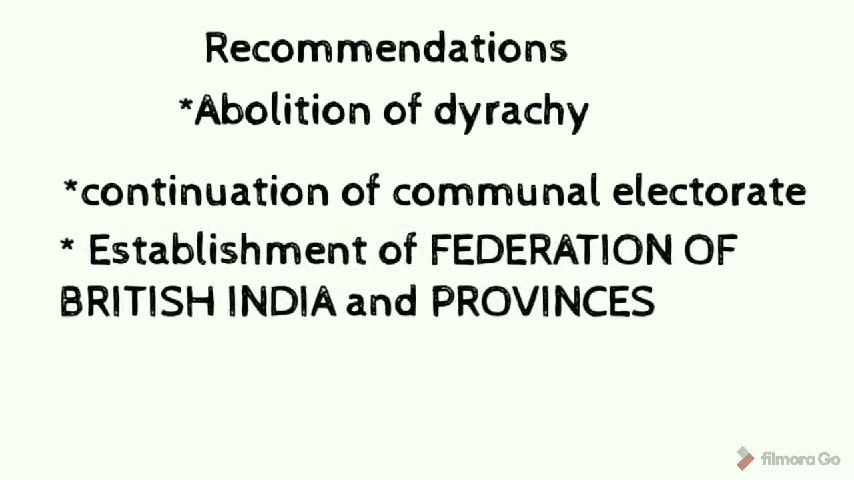 Recommendations
*Abolition of dyrachy
*continuation of communal electorate
* Establishment of FEDERATION OF
BRITISH INDIA and PROVINCES
filmora Go